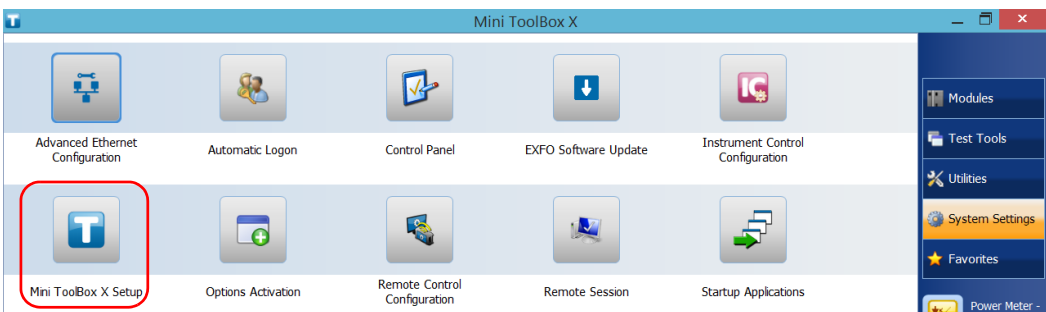 Mini ToolBox X
Advanced Ethernet
Configuration
Automatic Logon
Control Panel
EXFO Software Update
Instrument Control
Configuration
Mini ToolBox X Setup
Options Activation
Remote Control
Configuration
Remote Session
Startup Applications
Modules
Test Tools
Utilities
System Settings
Favorites
Power Meter -